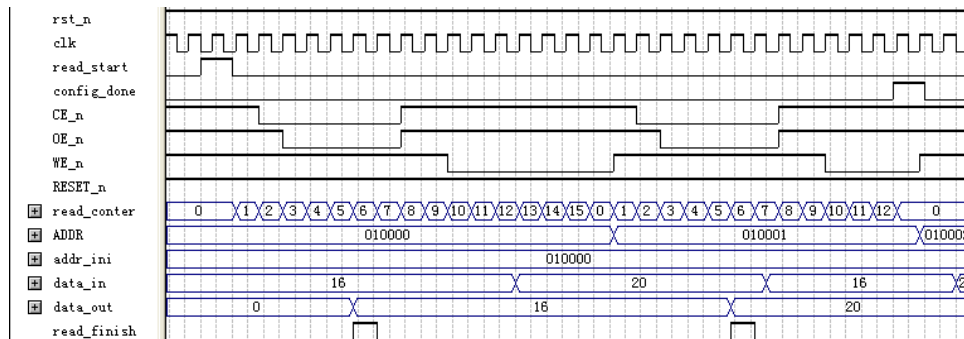 rst_n
clk
read_start
config_done
CE_n
OE_n
WE_n
RESET_n
read_conter 0 1 2 3 4 5 6 7 8 9 10 11 12 13 14 15 0 1 2 3 4 5 6 7 8 9 10 11 12 0
ADDR 010000 010001 01000
addr_ini 010000
data_in 16 20 16 2
data_out 0 16 20
read_finish